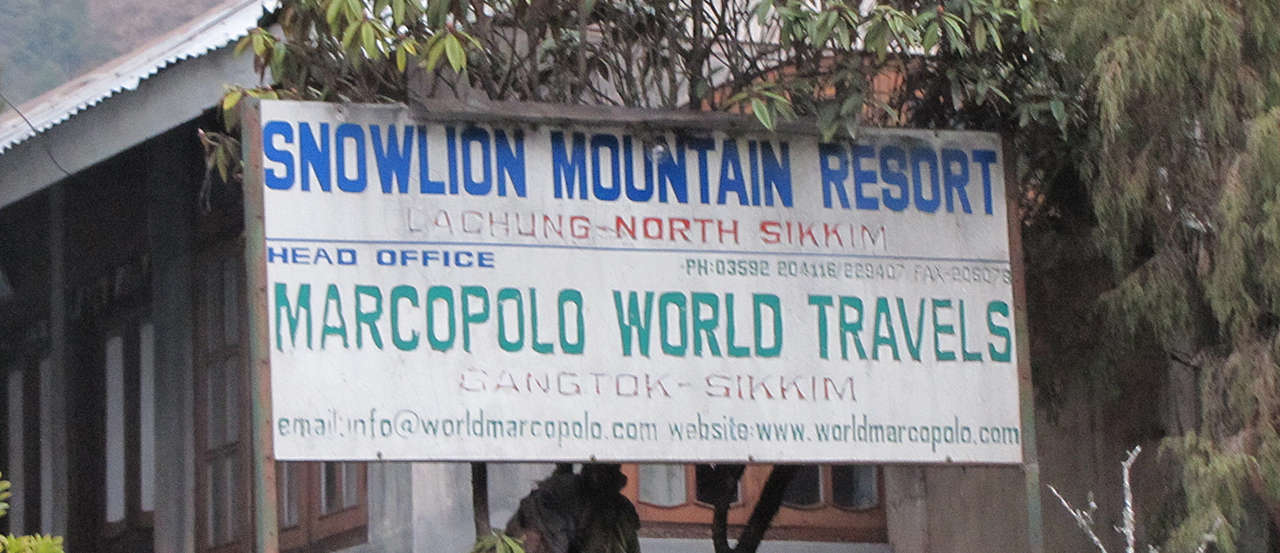 SNOWLION MOUNTAIN RESORT
LACHUNG-NORTH SIKKIM
HEAD OFFICE PH:03592 204116/229407 FAX-205078
MARCOPOLO WORLD TRAVELS
GANGTOK-SIKKIM
email:info@worldmarcopolo.com website:www.worldmarcopolo.com